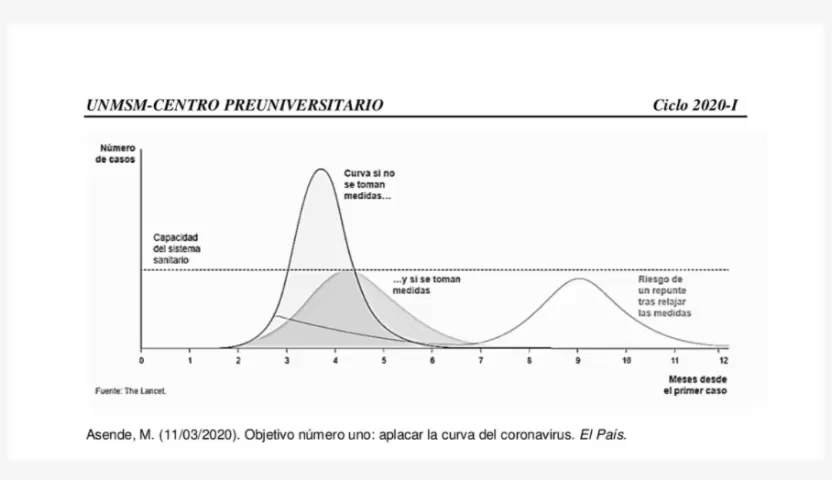 UNMSM-CENTRO PREUNIVERSITARIO Ciclo 2020-I
Número
de casos
Curva si no
se toman
medidas...
Capacidad
del sistema
sanitario
...y si se toman
medidas
Riesgo de
un repunte
tras relajar
las medidas
0 1 2 3 4 5 6 7 8 9 10 11 12
Meses desde
el primer caso
Fuente: The Lancet.
Asende, M. (11/03/2020). Objetivo número uno: aplacar la curva del coronavirus. El País.